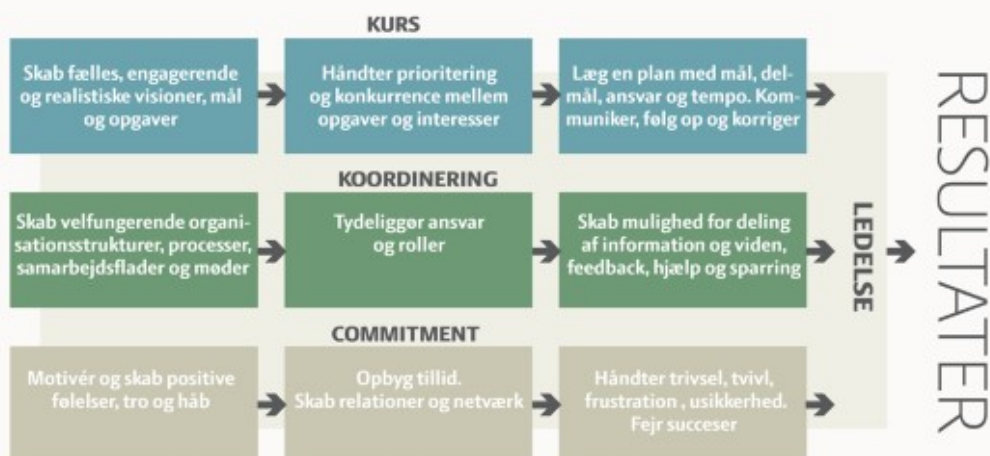 KURS
Skab fælles, engagerende
og realistiske visioner, mål
og opgaver
Håndter prioritering
og konkurrence mellem
opgaver og interesser
Læg en plan med mål, del-
mål, ansvar og tempo. Kom-
muniker, følg op og korriger
KOORDINERING
Skab velfungerende organi-
sationsstrukturer, processer,
samarbejdsflader og møder
Tydeliggør ansvar
og roller
Skab mulighed for deling
af information og viden,
feedback, hjælp og sparring
COMMITMENT
Motivér og skab positive
følelser, tro og håb
Opbyg tillid.
Skab relationer og netværk
Håndter trivsel, tvivl,
frustration , usikkerhed.
Fejr succeser
LEDELSE
RESULTATER